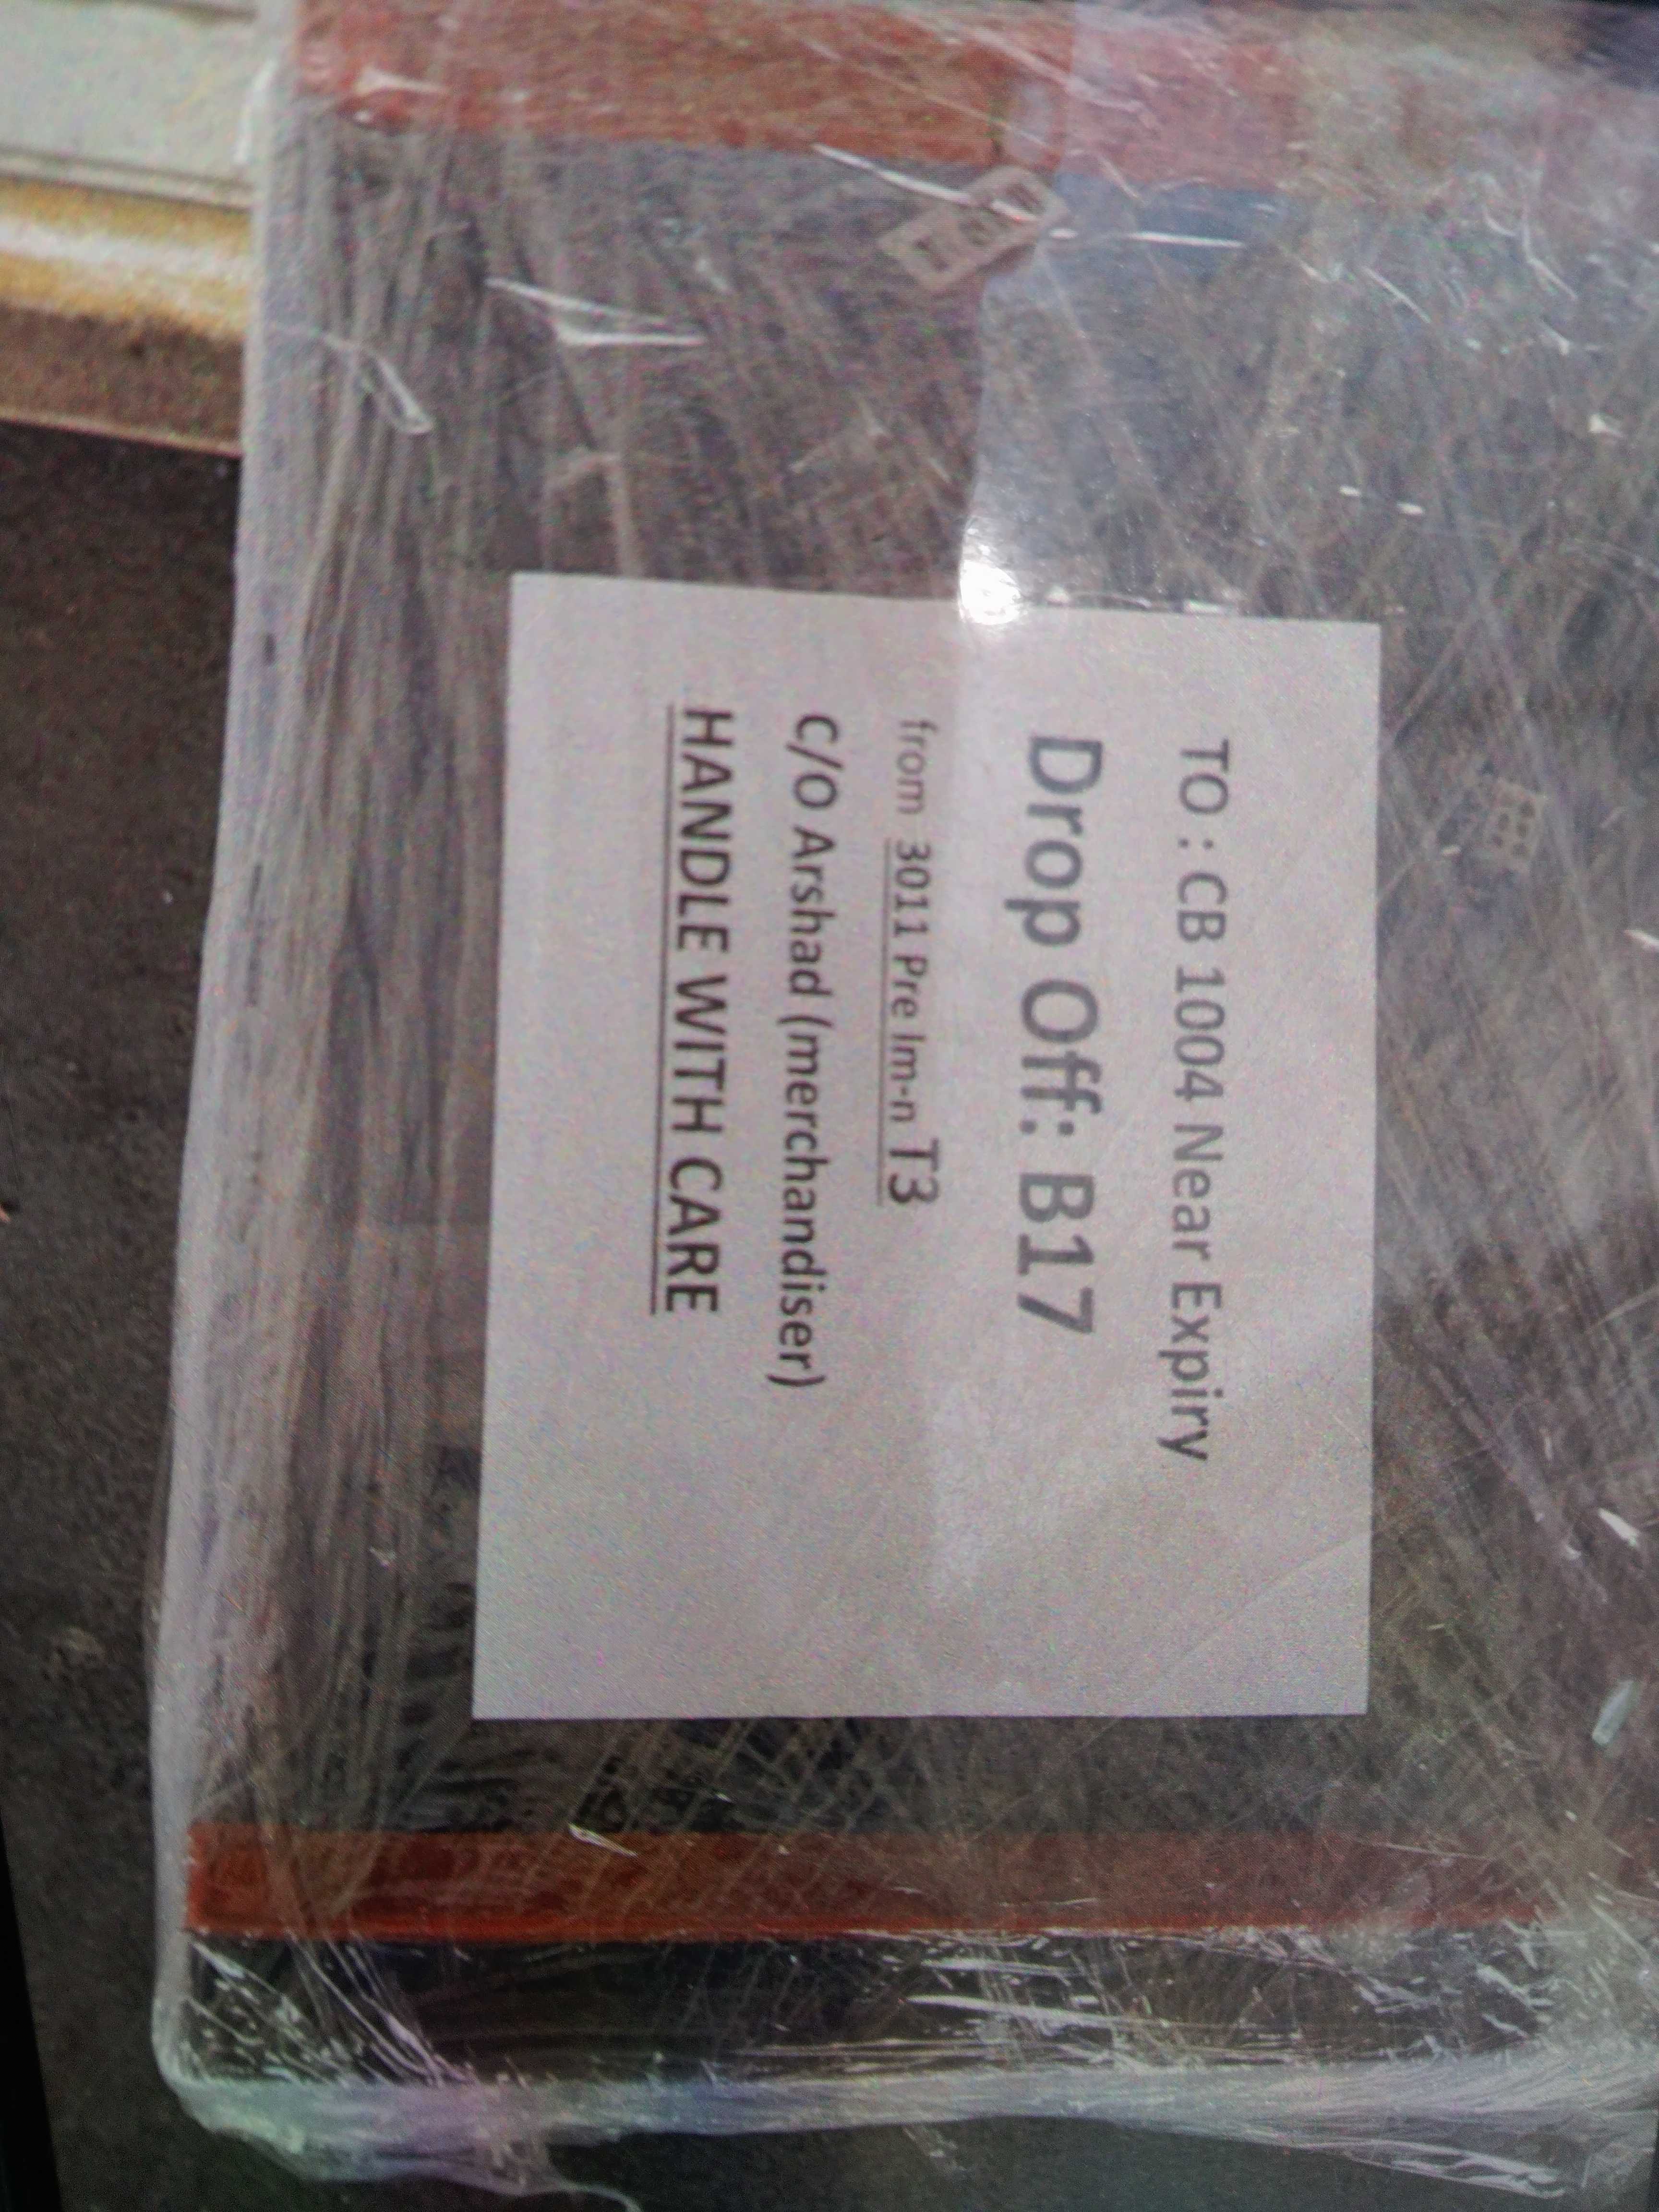 TO : CB 1004 Near Expiry
Drop Off: B17
from 3011 Pre Im-n T3
C/O Arshad (merchandiser)
HANDLE WITH CARE